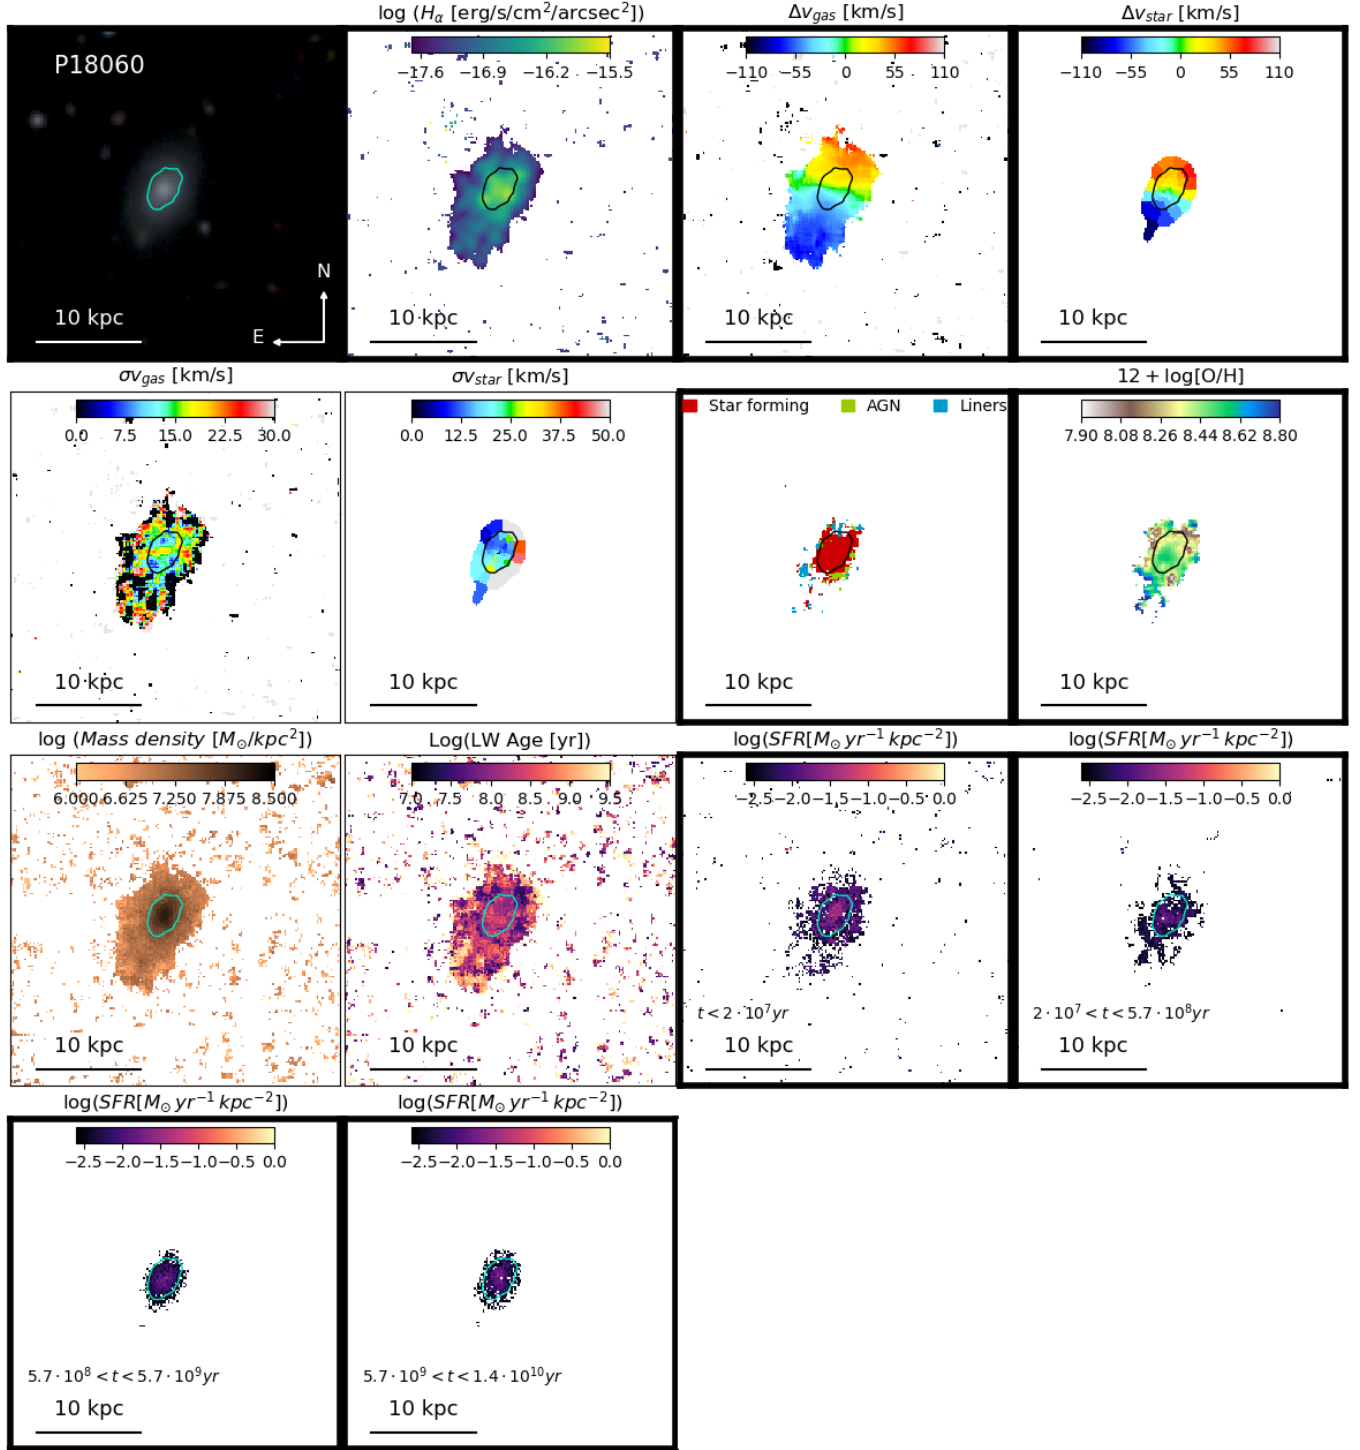 log (Hα [erg/s/cm²/arcsec²])
Δv_gas [km/s]
Δv_star [km/s]
P18060
−17.6 −16.9 −16.2 −15.5
−110 −55 0 55 110
−110 −55 0 55 110
N
E
10 kpc
10 kpc
10 kpc
10 kpc
σv_gas [km/s]
σv_star [km/s]
12 + log[O/H]
0.0 7.5 15.0 22.5 30.0
0.0 12.5 25.0 37.5 50.0
Star forming AGN Liners
7.90 8.08 8.26 8.44 8.62 8.80
10 kpc
10 kpc
10 kpc
10 kpc
log (Mass density [M⊙/kpc²])
Log(LW Age [yr])
log(SFR[M⊙ yr⁻¹ kpc⁻²])
log(SFR[M⊙ yr⁻¹ kpc⁻²])
6.000 6.625 7.250 7.875 8.500
7.0 7.5 8.0 8.5 9.0 9.5
−2.5 −2.0 −1.5 −1.0 −0.5 0.0
−2.5 −2.0 −1.5 −1.0 −0.5 0.0
t < 2 · 10⁷yr
2 · 10⁷ < t < 5.7 · 10⁸yr
10 kpc
10 kpc
10 kpc
10 kpc
log(SFR[M⊙ yr⁻¹ kpc⁻²])
log(SFR[M⊙ yr⁻¹ kpc⁻²])
−2.5 −2.0 −1.5 −1.0 −0.5 0.0
−2.5 −2.0 −1.5 −1.0 −0.5 0.0
5.7 · 10⁸ < t < 5.7 · 10⁹yr
5.7 · 10⁹ < t < 1.4 · 10¹⁰yr
10 kpc
10 kpc